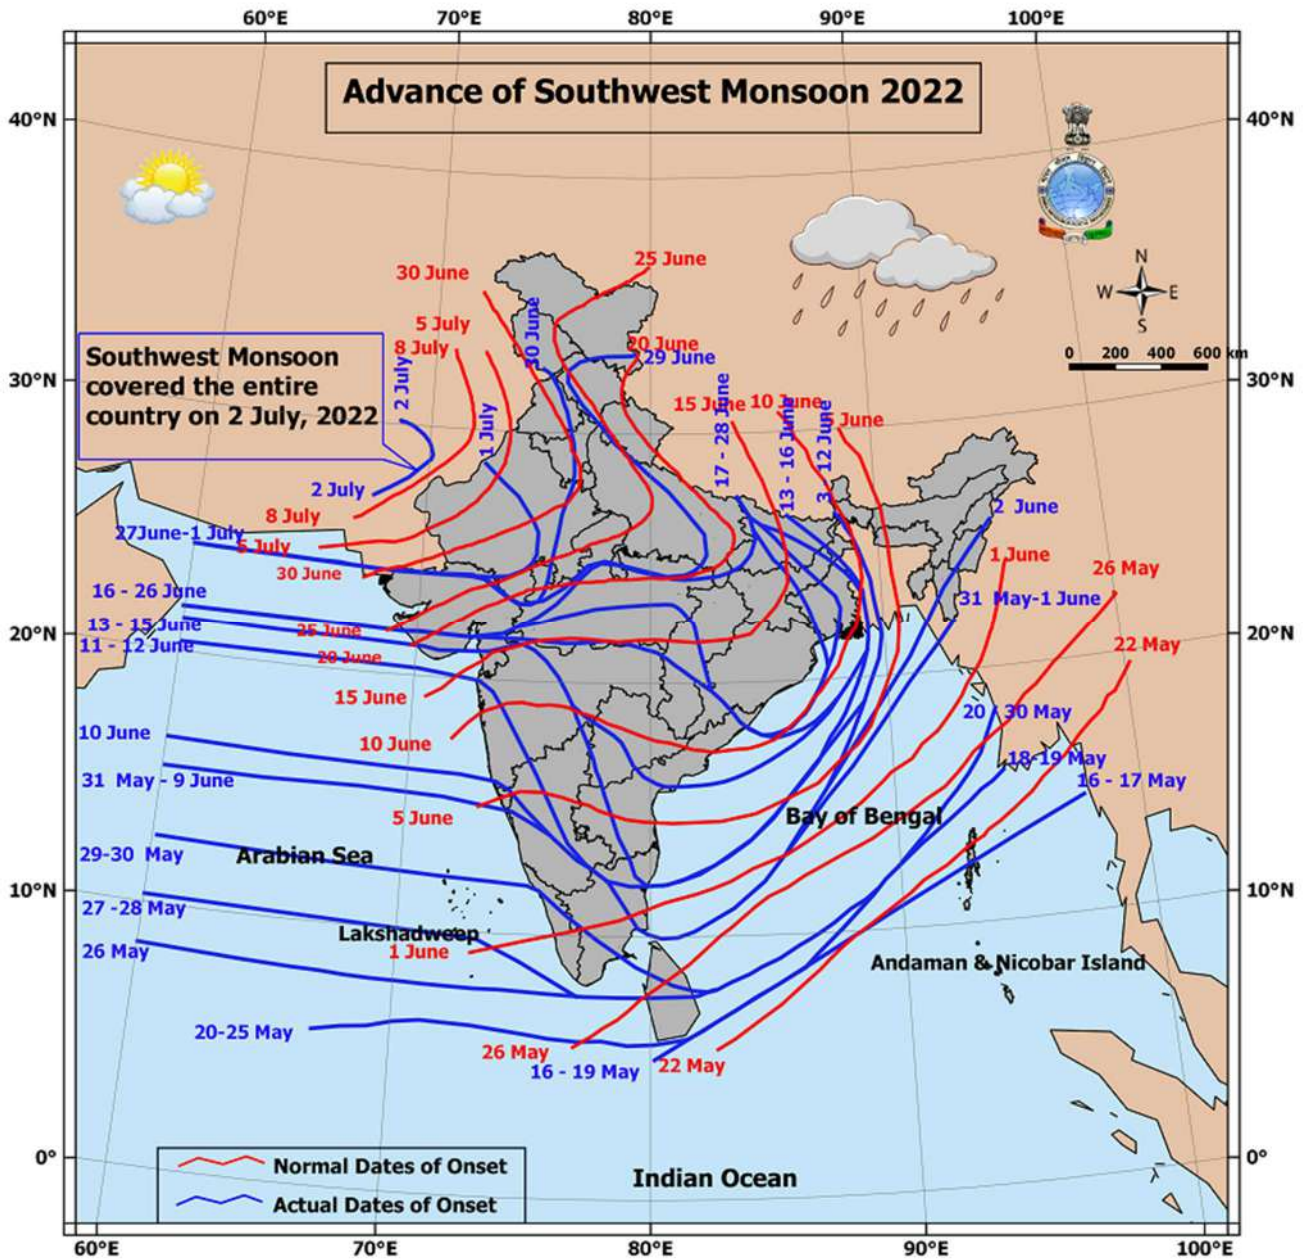 60°E 70°E 80°E 90°E 100°E
Advance of Southwest Monsoon 2022
40°N 40°N
N
W E
S
25 June
30 June
30 June
5 July
8 July
20 June
29 June
0 200 400 600 km
Southwest Monsoon
covered the entire
country on 2 July, 2022
2 July
30°N 30°N
1 July
17 - 28 June
15 June
10 June
13 - 16 June
3 - 12 June
5 June
2 July
8 July
2 June
27June-1 July
5 July
1 June
26 May
30 June
16 - 26 June
31 May-1 June
13 - 15 June
25 June
20°N 20°N
11 - 12 June
20 June
22 May
15 June
20 - 30 May
10 June
10 June
18-19 May
31 May - 9 June
16 - 17 May
5 June
Bay of Bengal
29-30 May
Arabian Sea
10°N 10°N
27 -28 May
Lakshadweep
26 May
1 June
Andaman & Nicobar Island
20-25 May
26 May
16 - 19 May
22 May
0° 0°
Normal Dates of Onset
Indian Ocean
Actual Dates of Onset
60°E 70°E 80°E 90°E 100°E